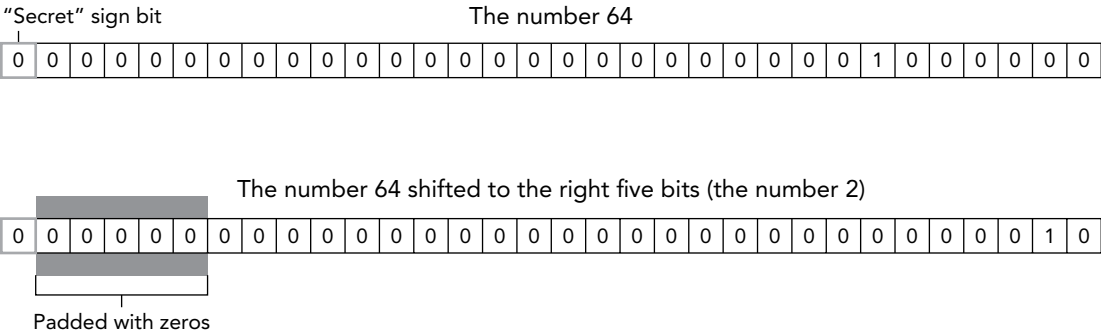 “Secret” sign bit
The number 64
0 0 0 0 0 0 0 0 0 0 0 0 0 0 0 0 0 0 0 0 0 0 0 0 0 1 0 0 0 0 0 0
The number 64 shifted to the right five bits (the number 2)
0 0 0 0 0 0 0 0 0 0 0 0 0 0 0 0 0 0 0 0 0 0 0 0 0 0 0 0 0 0 1 0
Padded with zeros